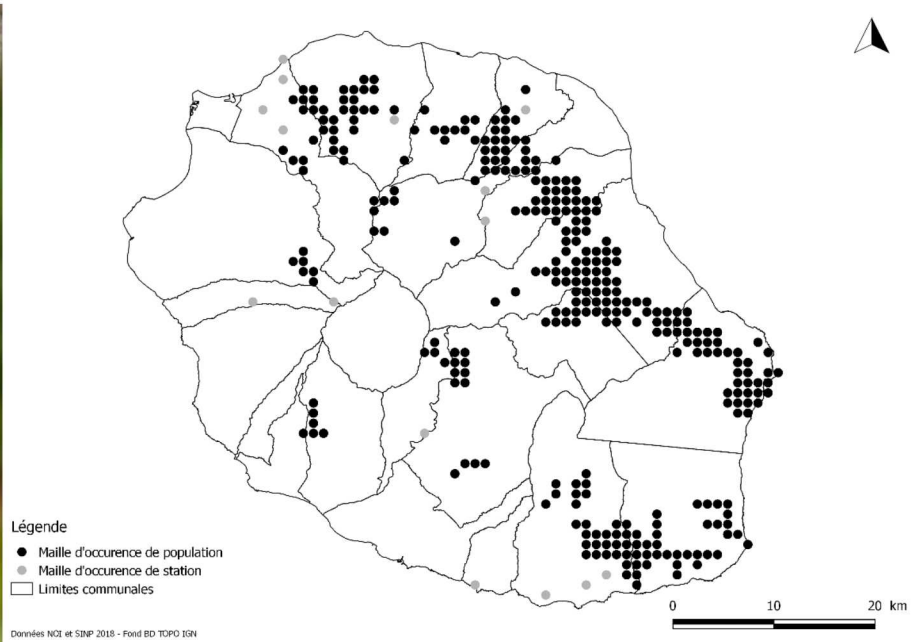 Légende
Maille d'occurence de population
Maille d'occurence de station
Limites communales
Données NOI et SINP 2018 - Fond BD TOPO IGN
0 10 20 km